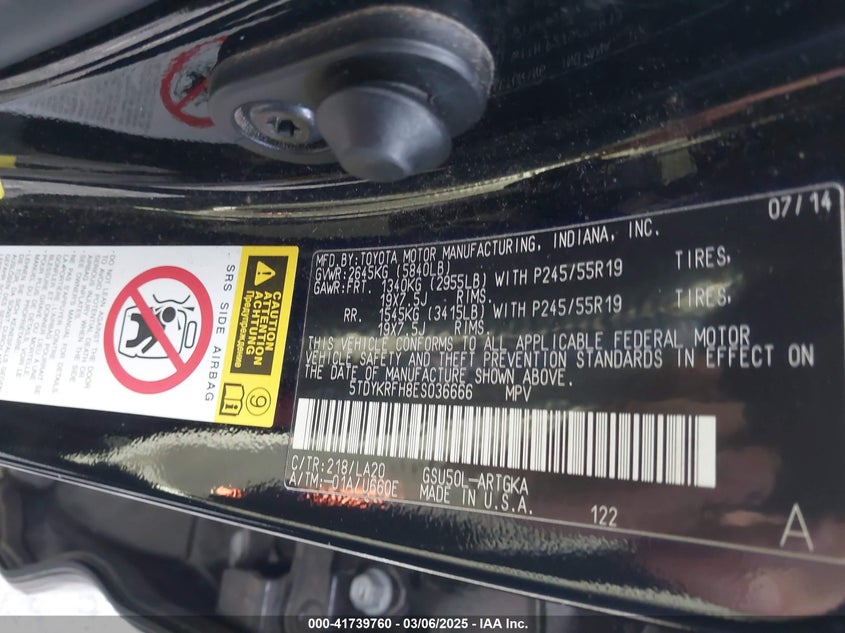 07/14
MFD. BY: TOYOTA MOTOR MANUFACTURING, INDIANA, INC.
GVWR: 2645KG (5840LB)
GAWR: FRT. 1340KG (2955LB) WITH P245/55R19 TIRES,
19X7.5J RIMS.
RR. 1545KG (3415LB) WITH P245/55R19 TIRES,
19X7.5J RIMS.
THIS VEHICLE CONFORMS TO ALL APPLICABLE FEDERAL MOTOR
VEHICLE SAFETY AND THEFT PREVENTION STANDARDS IN EFFECT ON
THE DATE OF MANUFACTURE SHOWN ABOVE.
5TDYKRFH8ES036666 MPV
C/TR: 218/LA20 GSU50L-ARTGKA
A/TM: -01A/U660E MADE IN U.S.A.
122
A
CAUTION
ATTENTION
ACHTUNG
Предупреждение
9
SRS SIDE AIRBAG
000-41739760 - 03/06/2025 - IAA Inc.